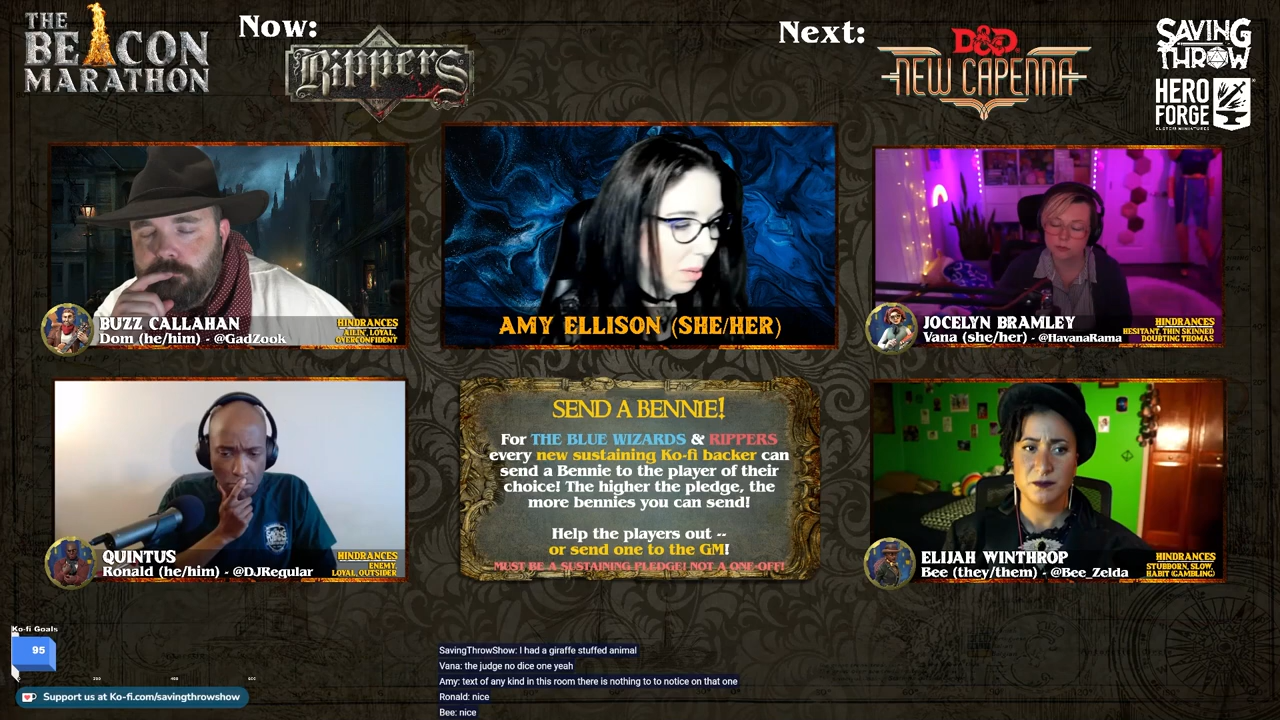 THE
BEACON
MARATHON
Now:
Rippers
Next:
D&D
NEW CAPENNA
SAVING
THROW
HERO
FORGE
CUSTOM MINIATURES
BUZZ CALLAHAN
Dom (he/him) - @GadZook
HINDRANCES
AILIN', LOYAL,
OVERCONFIDENT
AMY ELLISON (SHE/HER)
JOCELYN BRAMLEY
Vana (she/her) - @HavanaRama
HINDRANCES
HESITANT, THIN SKINNED
DOUBTING THOMAS
QUINTUS
Ronald (he/him) - @DJRegular
HINDRANCES
ENEMY,
LOYAL, OUTSIDER
SEND A BENNIE!
For THE BLUE WIZARDS & RIPPERS
every new sustaining Ko-fi backer can
send a Bennie to the player of their
choice! The higher the pledge, the
more bennies you can send!
Help the players out --
or send one to the GM!
MUST BE A SUSTAINING PLEDGE! NOT A ONE-OFF!
ELIJAH WINTHROP
Bee (they/them) - @Bee_Zelda
HINDRANCES
STUBBORN, SLOW,
HABIT (GAMBLING)
Ko-fi Goals
95
Support us at Ko-fi.com/savingthrowshow
SavingThrowShow: I had a giraffe stuffed animal
Vana: the judge no dice one yeah
Amy: text of any kind in this room there is nothing to to notice on that one
Ronald: nice
Bee: nice